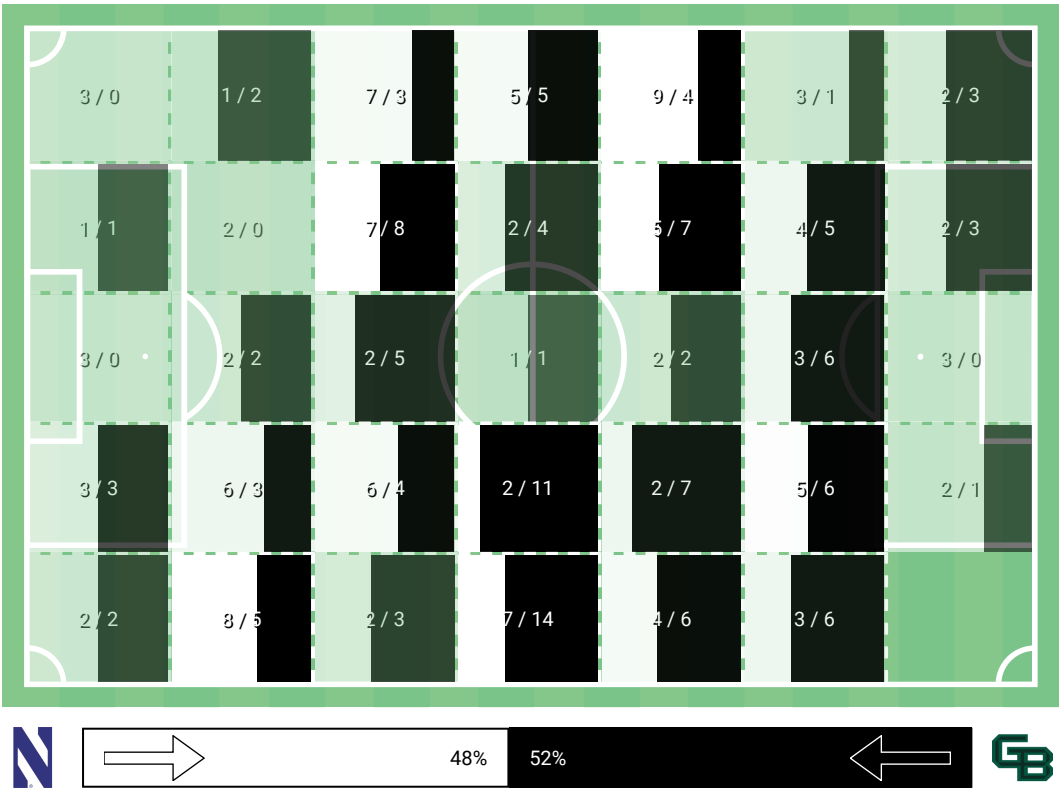 3 / 0 1 / 2 7 / 3 5 / 5 9 / 4 3 / 1 2 / 3
1 / 1 2 / 0 7 / 8 2 / 4 5 / 7 4 / 5 2 / 3
3 / 0 2 / 2 2 / 5 1 / 1 2 / 2 3 / 6 3 / 0
3 / 3 6 / 3 6 / 4 2 / 11 2 / 7 5 / 6 2 / 1
2 / 2 8 / 5 2 / 3 7 / 14 4 / 6 3 / 6
N 48% 52% GB